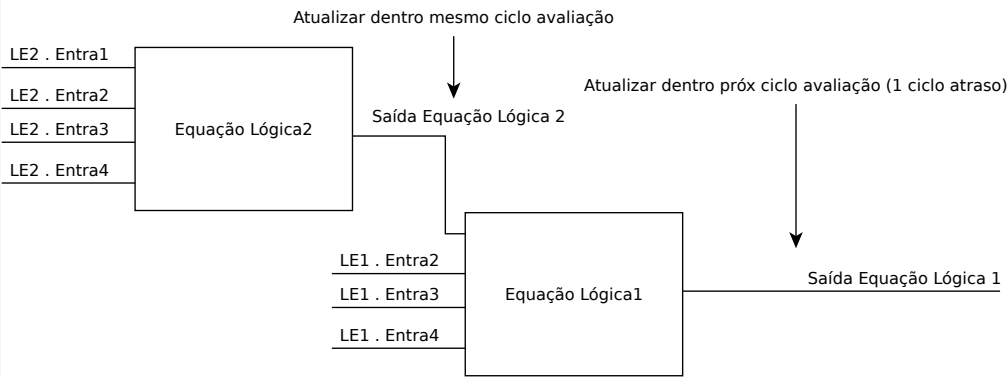 Atualizar dentro mesmo ciclo avaliação
LE2 . Entra1
Atualizar dentro próx ciclo avaliação (1 ciclo atraso)
LE2 . Entra2
Saída Equação Lógica 2
LE2 . Entra3
Equação Lógica2
LE2 . Entra4
LE1 . Entra2
Saída Equação Lógica 1
LE1 . Entra3
Equação Lógica1
LE1 . Entra4